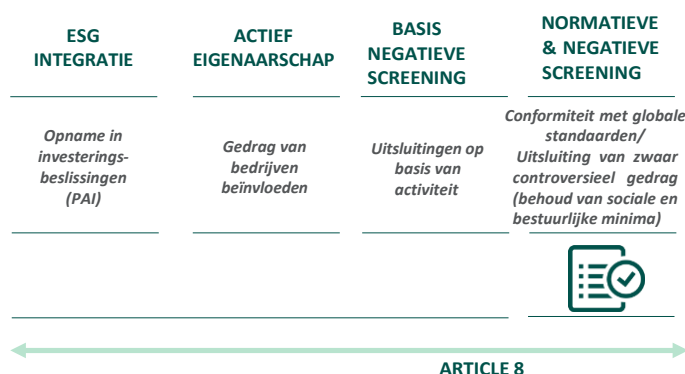 ESG
INTEGRATIE
ACTIEF
EIGENAARSCHAP
BASIS
NEGATIEVE
SCREENING
NORMATIEVE
& NEGATIEVE
SCREENING
Opname in
investerings-
beslissingen
(PAI)
Gedrag van
bedrijven
beïnvloeden
Uitsluitingen op
basis van
activiteit
Conformiteit met globale
standaarden/
Uitsluiting van zwaar
controversieel gedrag
(behoud van sociale en
bestuurlijke minima)
ARTICLE 8